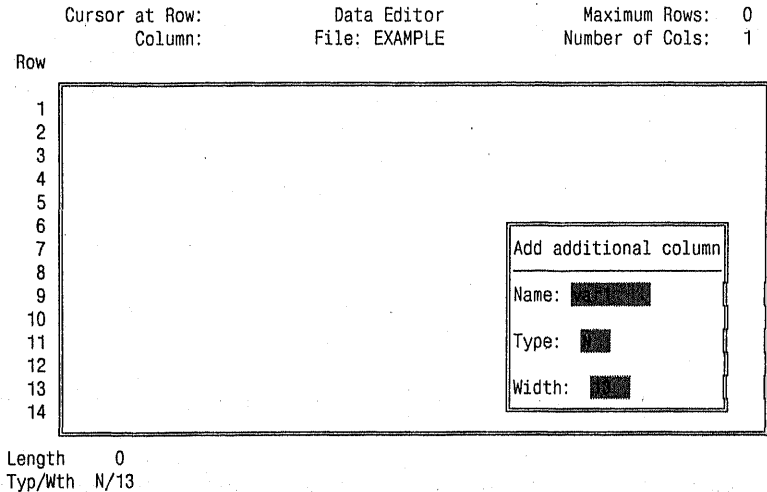 Cursor at Row: Data Editor Maximum Rows: 0
Column: File: EXAMPLE Number of Cols: 1
Row
1
2
3
4
5
6
7
8
9
10
11
12
13
14
Add additional column
Name:
Type:
Width:
Length 0
Typ/Wth N/13